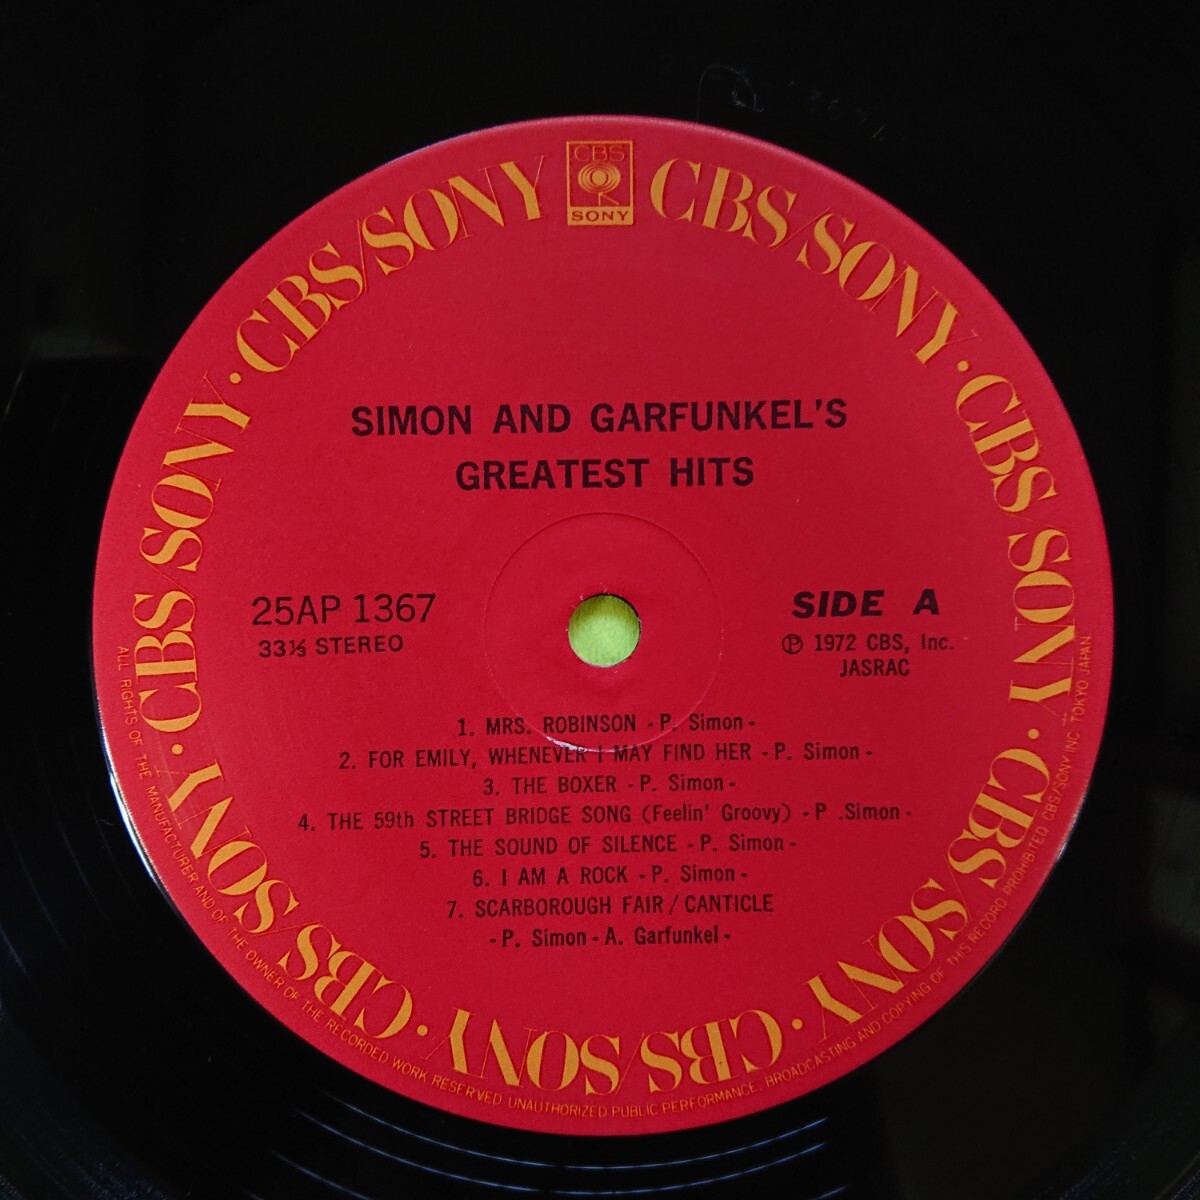 CBS
SONY
CBS/SONY · CBS/SONY · CBS/SONY · CBS/SONY · CBS/SONY · CBS/SONY · CBS/SONY · CBS/SONY
SIMON AND GARFUNKEL'S
GREATEST HITS
25AP 1367
33⅓ STEREO
SIDE A
Ⓟ 1972 CBS, Inc.
JASRAC
1. MRS. ROBINSON - P. Simon -
2. FOR EMILY, WHENEVER I MAY FIND HER - P. Simon -
3. THE BOXER - P. Simon -
4. THE 59th STREET BRIDGE SONG (Feelin' Groovy) - P .Simon -
5. THE SOUND OF SILENCE - P. Simon -
6. I AM A ROCK - P. Simon -
7. SCARBOROUGH FAIR / CANTICLE
- P. Simon - A. Garfunkel -
ALL RIGHTS OF THE MANUFACTURER AND OF THE OWNER OF THE RECORDED WORK RESERVED UNAUTHORIZED PUBLIC PERFORMANCE, BROADCASTING AND COPYING OF THIS RECORD PROHIBITED CBS/SONY INC. TOKYO JAPAN